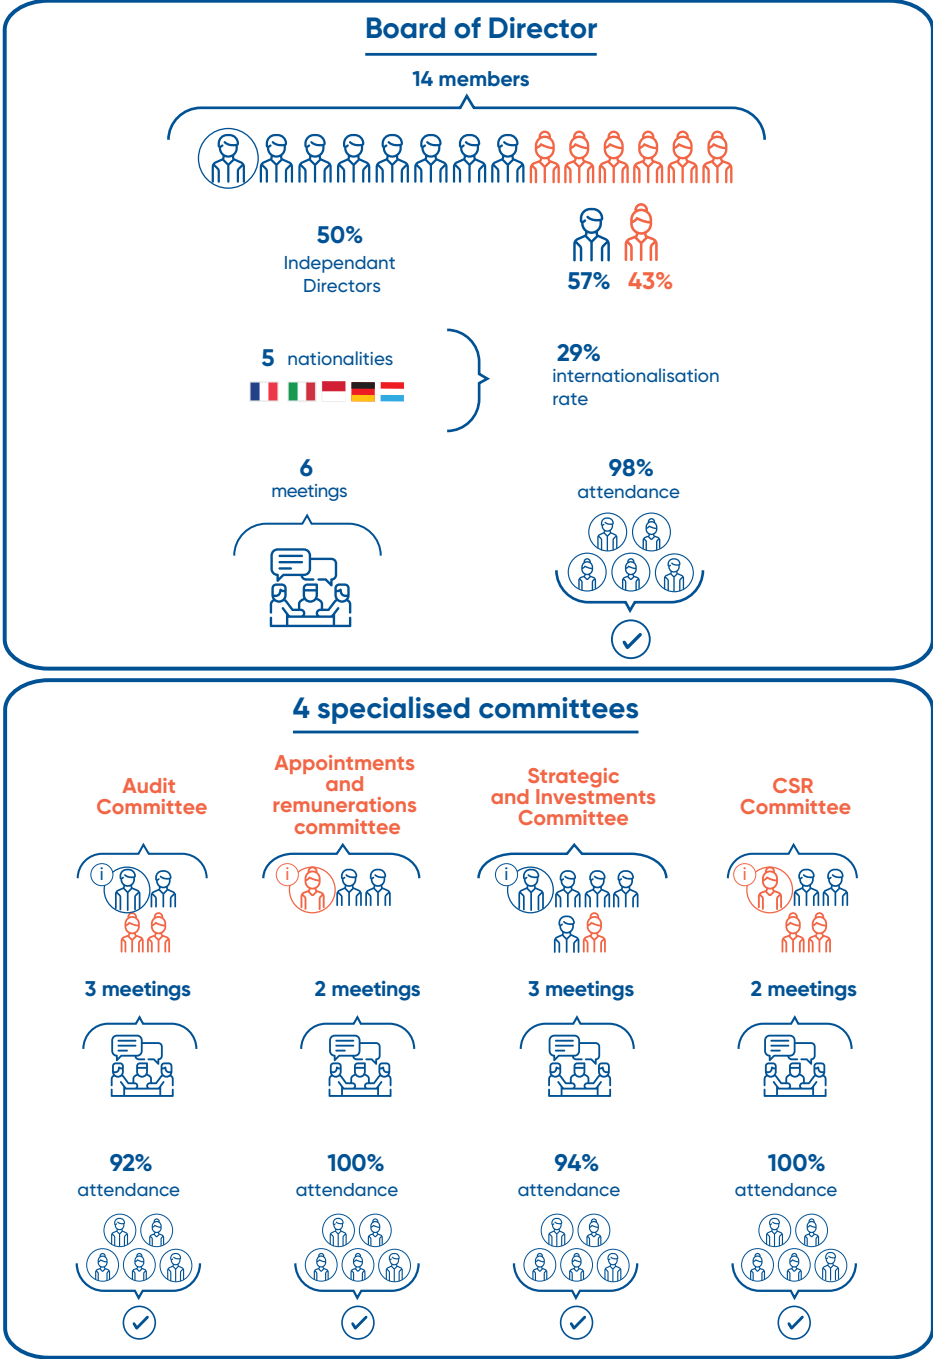 Board of Director
14 members
50%
Independant
Directors
57% 43%
5 nationalities
29%
internationalisation
rate
6
meetings
98%
attendance
4 specialised committees
Audit
Committee
Appointments
and
remunerations
committee
Strategic
and Investments
Committee
CSR
Committee
i
i
i
i
3 meetings
2 meetings
3 meetings
2 meetings
92%
attendance
100%
attendance
94%
attendance
100%
attendance